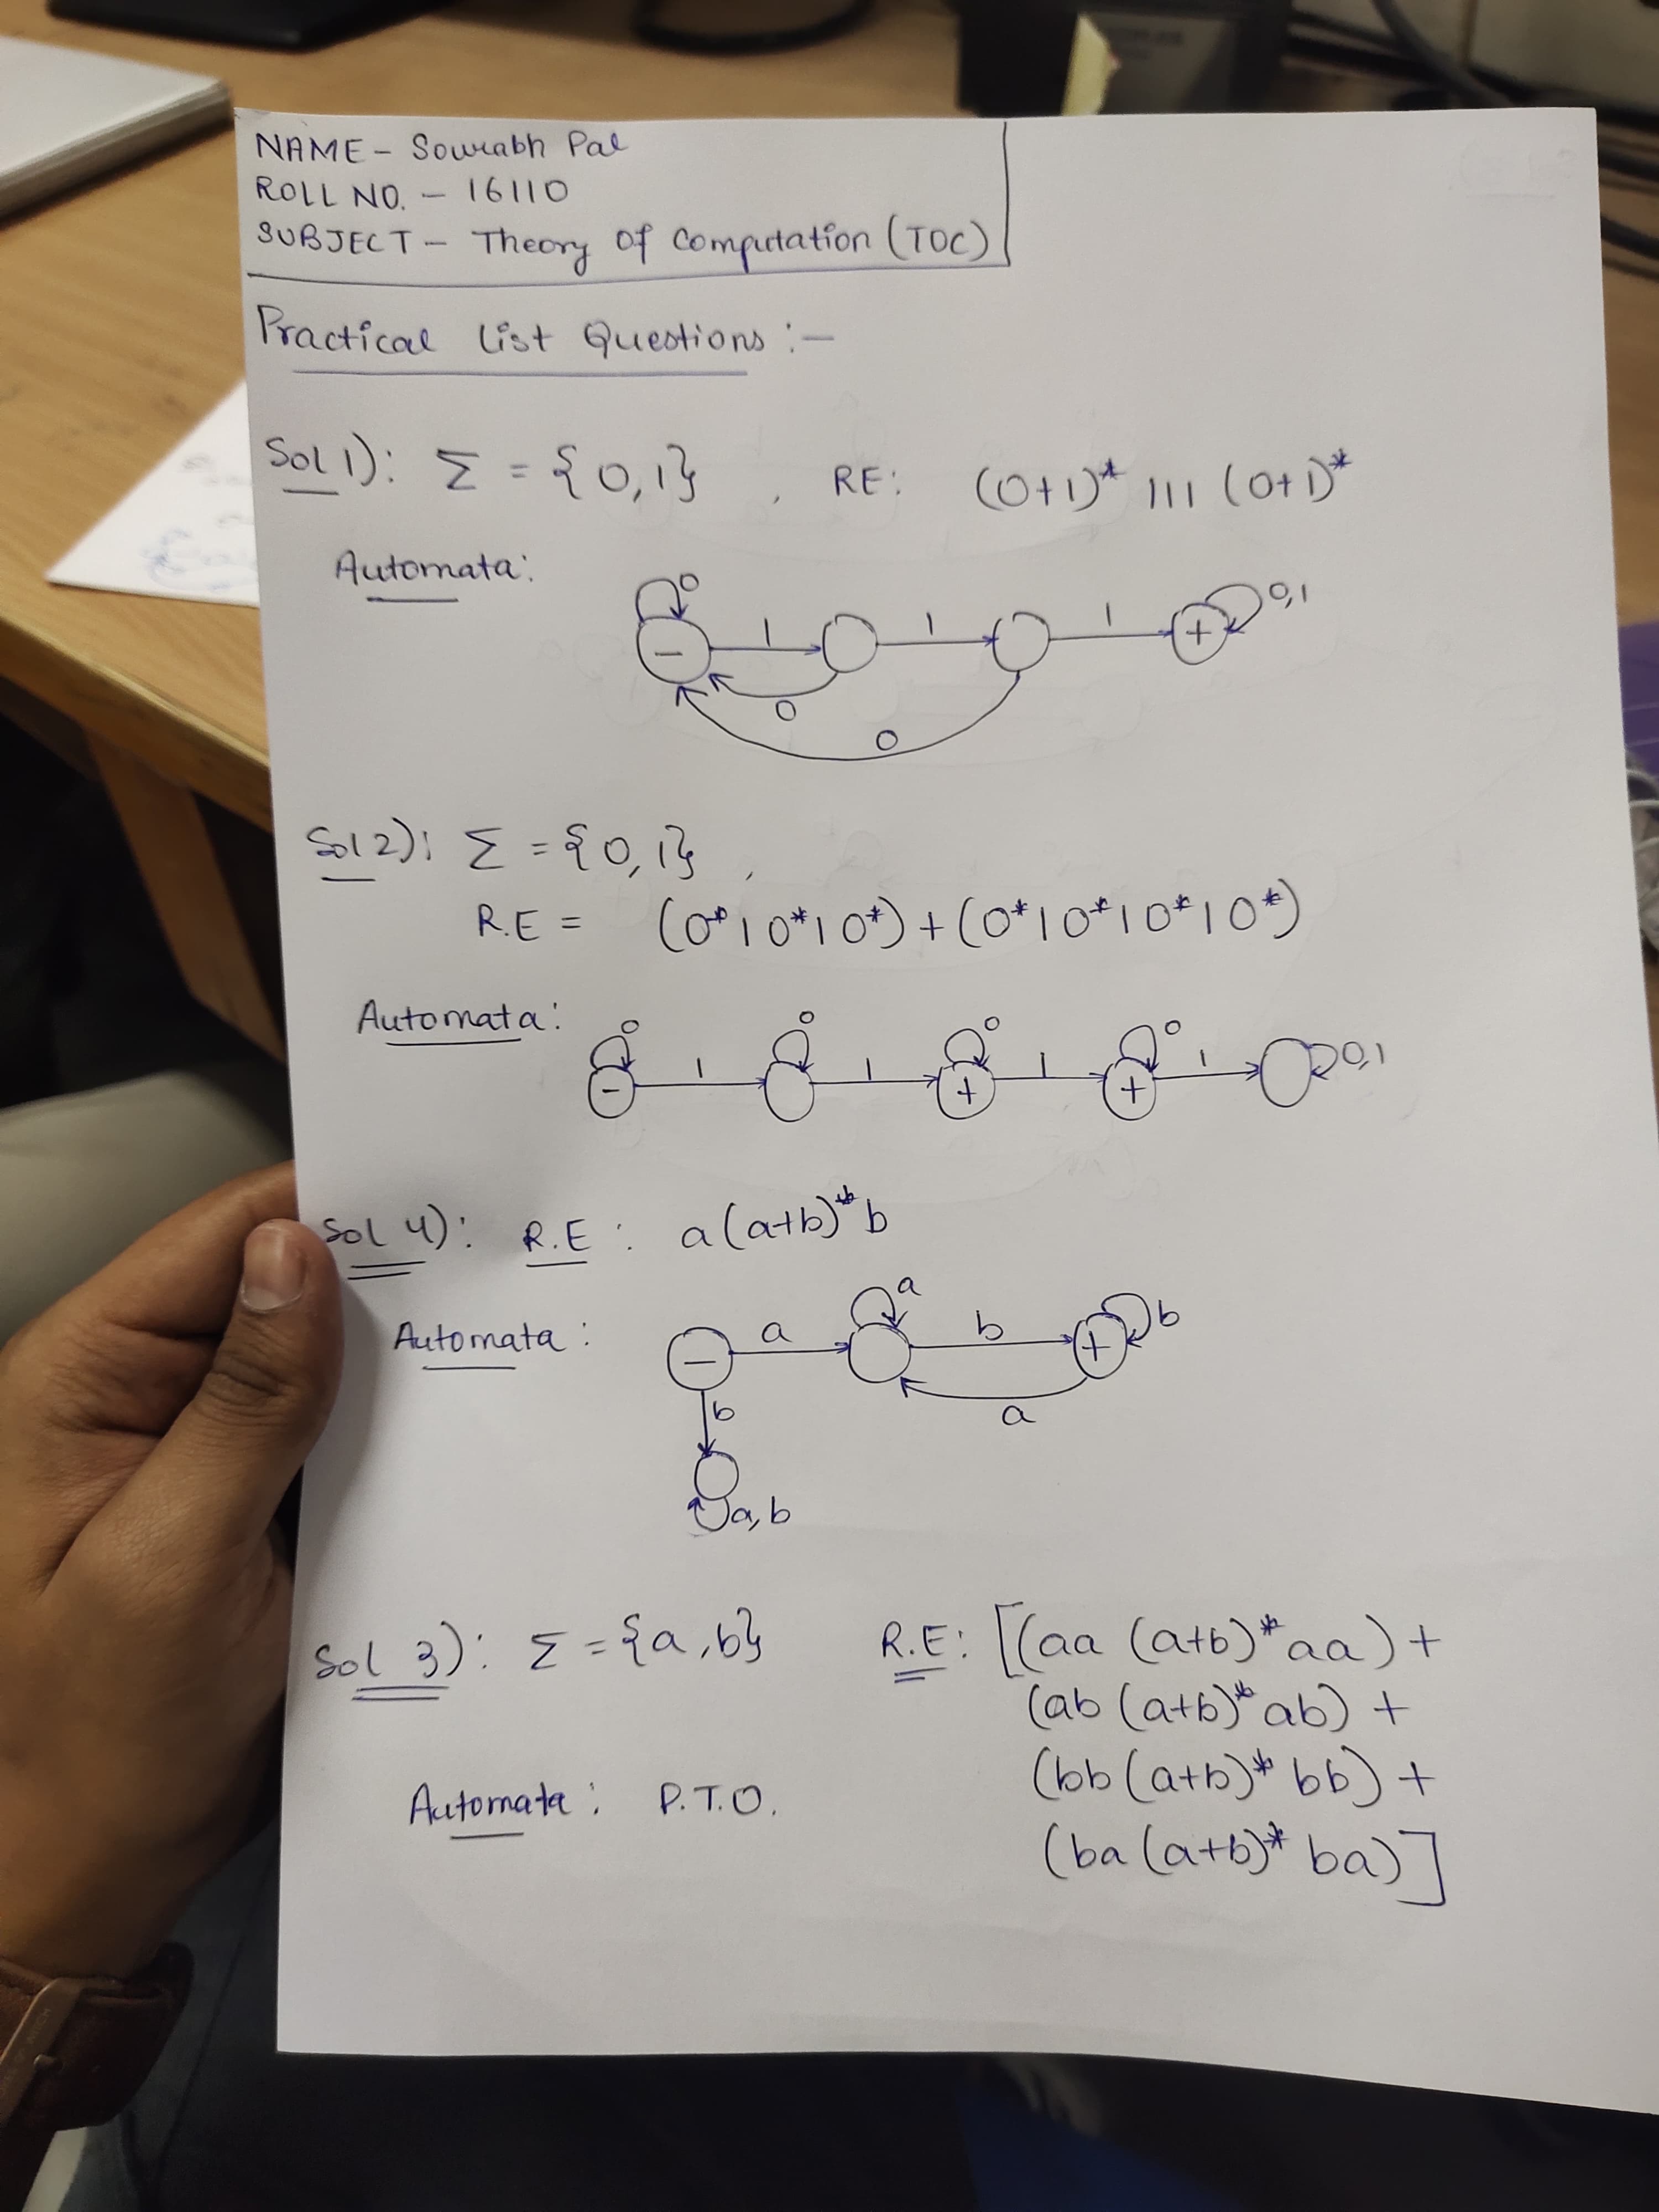 NAME - Sourabh Pal
ROLL NO. - 16110
SUBJECT - Theory Of Computation (TOC)
Practical List Questions :-
Sol 1): Σ = {0,1} , RE: (0+1)* 111 (0+1)*
Automata:
0 1 1 1 0,1
- +
0
0
Sol 2): Σ = {0,1} ,
R.E = (0*10*10*) + (0*10*10*10*)
Automata:
0 0 0 0
- 1 1 + 1 + 1 0,1
Sol 4): R.E : a(a+b)*b
Automata :
a
- a b + b
a
b
a,b
Sol 3): Σ = {a,b} R.E: [(aa (a+b)* aa) +
(ab (a+b)* ab) +
(bb (a+b)* bb) +
(ba (a+b)* ba)]
Automata : P.T.O.